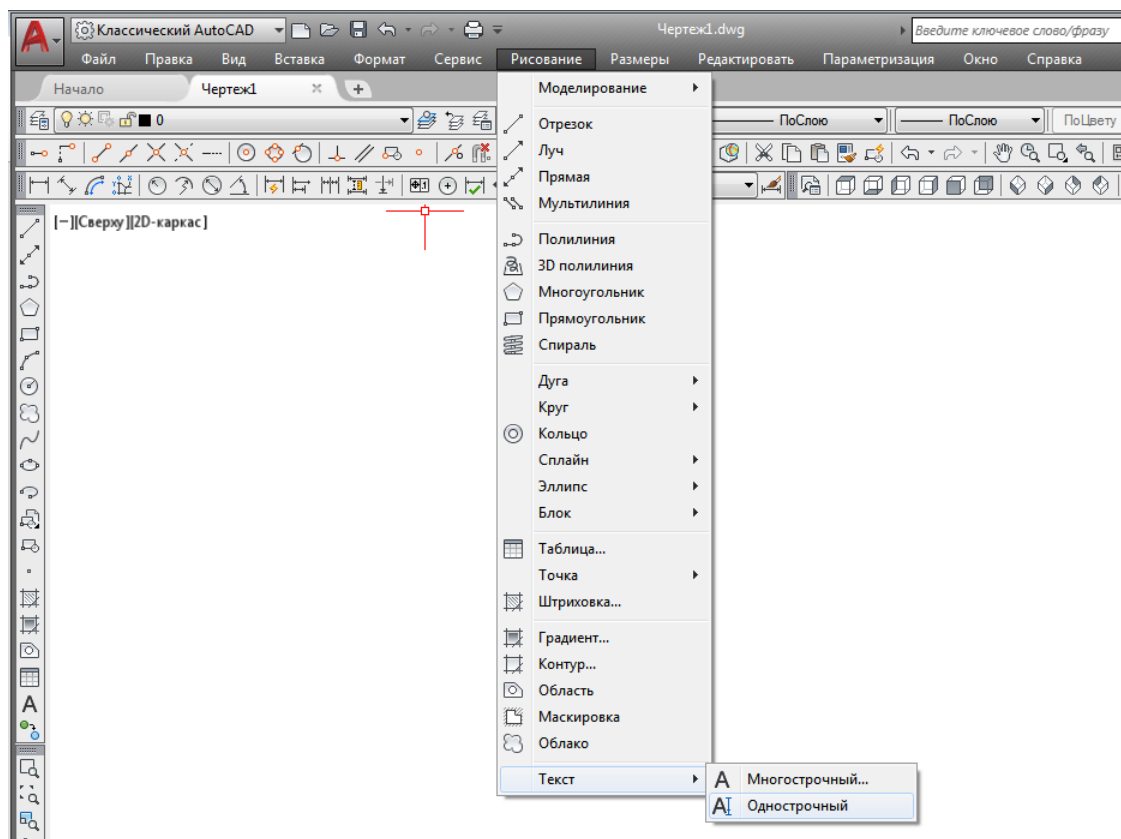 Классический AutoCAD
Чертеж1.dwg
Введите ключевое слово/фразу
Файл Правка Вид Вставка Формат Сервис Рисование Размеры Редактировать Параметризация Окно Справка
Начало Чертеж1
0 ПоСлою ПоСлою ПоЦвету
[−][Сверху][2D-каркас]
Моделирование
Отрезок
Луч
Прямая
Мультилиния
Полилиния
3D полилиния
Многоугольник
Прямоугольник
Спираль
Дуга
Круг
Кольцо
Сплайн
Эллипс
Блок
Таблица...
Точка
Штриховка...
Градиент...
Контур...
Область
Маскировка
Облако
Текст
Многострочный...
Однострочный